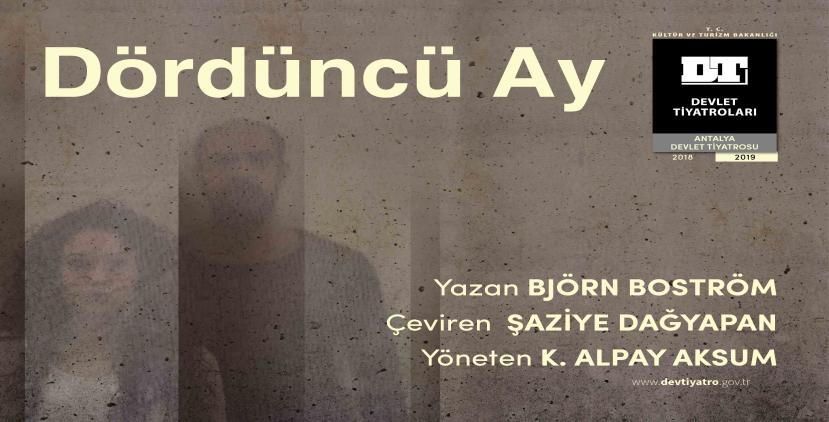 Dördüncü Ay
T. C.
KÜLTÜR VE TURİZM BAKANLIĞI
DT
DEVLET
TİYATROLARI
ANTALYA
DEVLET TİYATROSU
2018 2019
Yazan BJÖRN BOSTRÖM
Çeviren ŞAZİYE DAĞYAPAN
Yöneten K. ALPAY AKSUM
www.devtiyatro.gov.tr